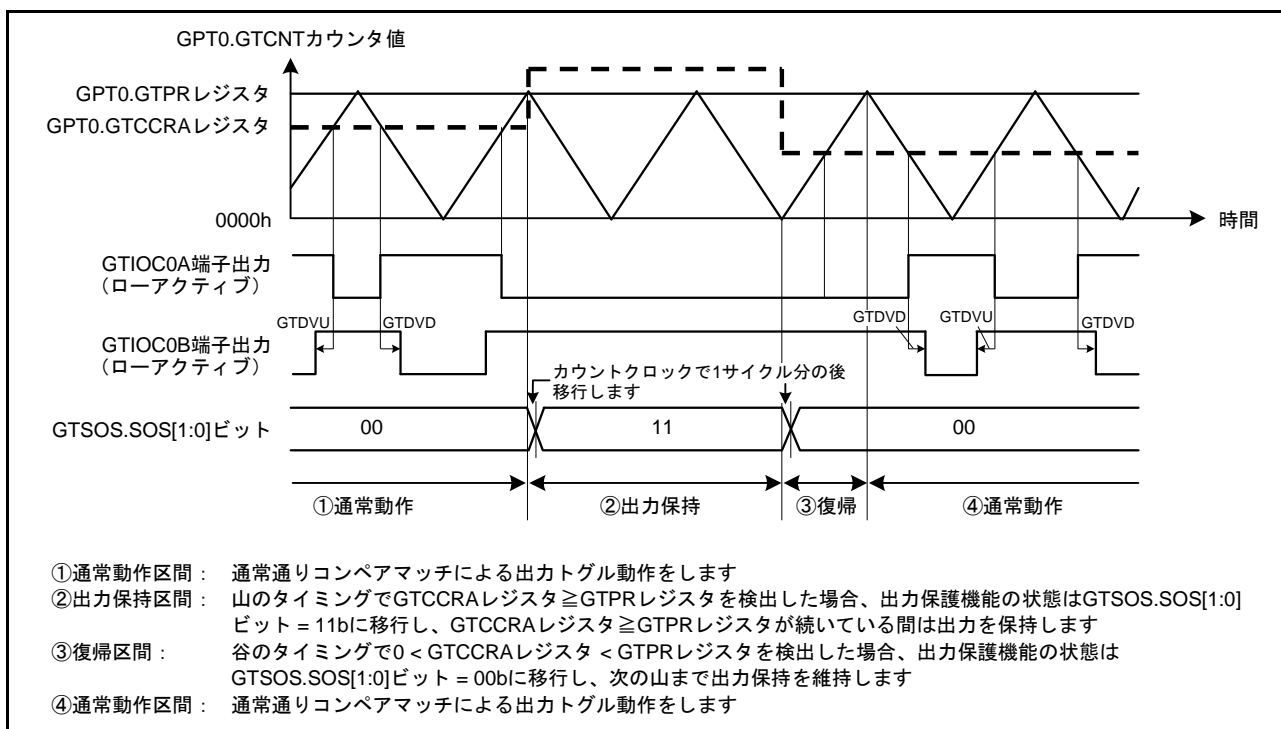 GPT0.GTCNTカウンタ値
GPT0.GTPRレジスタ
GPT0.GTCCRAレジスタ
0000h
時間
GTIOC0A端子出力
（ローアクティブ）
GTDVU
GTDVD
GTDVD
GTDVU
GTDVD
GTIOC0B端子出力
（ローアクティブ）
カウントクロックで1サイクル分の後
移行します
GTSOS.SOS[1:0]ビット
00
11
00
①通常動作
②出力保持
③復帰
④通常動作
①通常動作区間： 通常通りコンペアマッチによる出力トグル動作をします
②出力保持区間： 山のタイミングでGTCCRAレジスタ≧GTPRレジスタを検出した場合、出力保護機能の状態はGTSOS.SOS[1:0]
ビット = 11bに移行し、GTCCRAレジスタ≧GTPRレジスタが続いている間は出力を保持します
③復帰区間： 谷のタイミングで0 < GTCCRAレジスタ < GTPRレジスタを検出した場合、出力保護機能の状態は
GTSOS.SOS[1:0]ビット = 00bに移行し、次の山まで出力保持を維持します
④通常動作区間： 通常通りコンペアマッチによる出力トグル動作をします